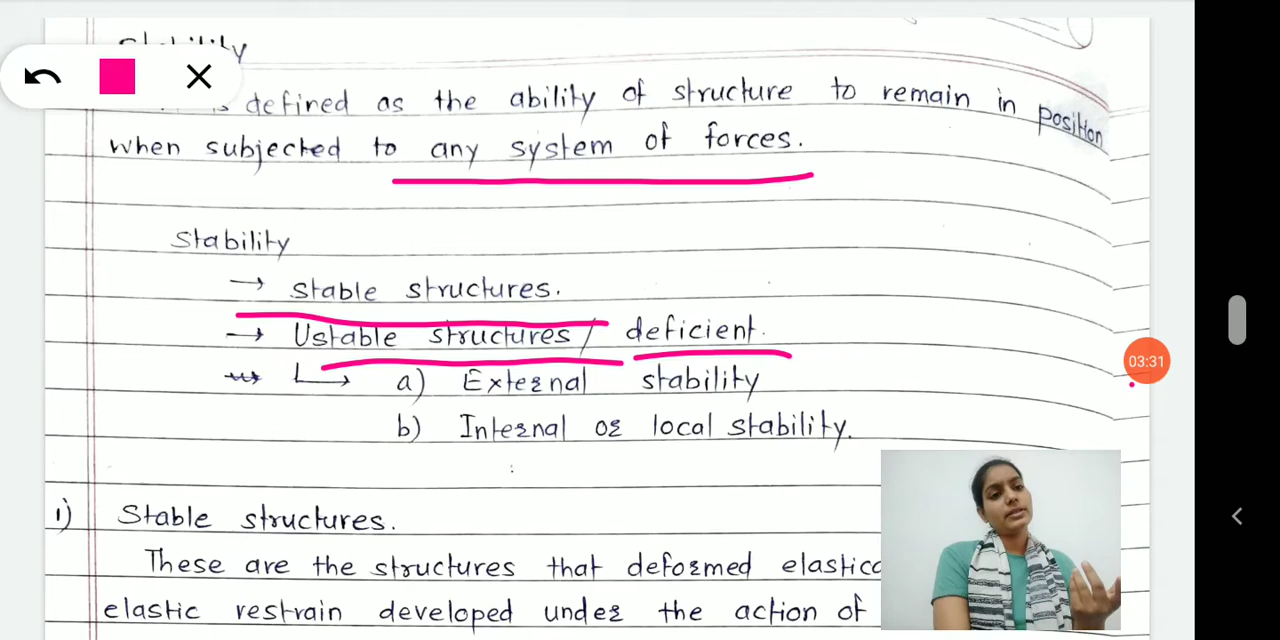 Stability
defined as the ability of structure to remain in position
when subjected to any system of forces.
Stability
→ Stable structures.
→ Ustable structures / deficient.
a) External stability
b) Internal or local stability.
1) Stable structures.
These are the structures that deformed elastica
elastic restrain developed under the action of
03:31